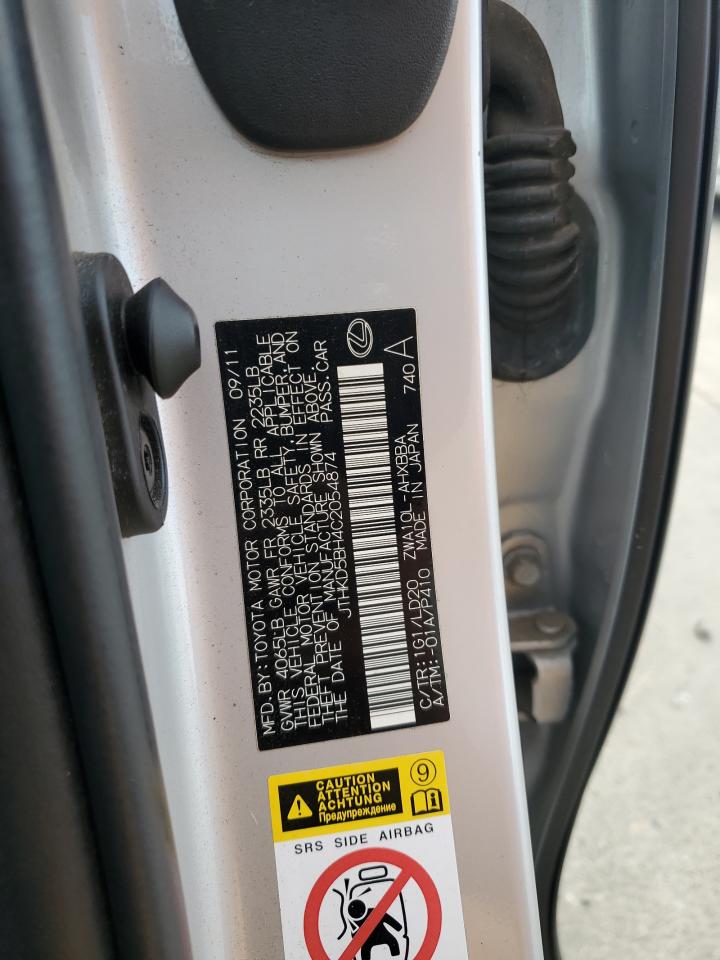 MFD.BY:TOYOTA MOTOR CORPORATION 09/11
GVWR 4065LB GAWR FR 2335LB RR 2235LB
THIS VEHICLE CONFORMS TO ALL APPLICABLE
FEDERAL MOTOR VEHICLE SAFETY,BUMPER,AND
THEFT PREVENTION STANDARDS IN EFFECT ON
THE DATE OF MANUFACTURE SHOWN ABOVE.
JTHKD5BH4C2054874 PASS.CAR
C/TR:1G1/LD20 ZWA10L-AHXBBA 740 A
A/TM:-01A/P410 MADE IN JAPAN
CAUTION
ATTENTION
ACHTUNG
Предупреждение
9
SRS SIDE AIRBAG